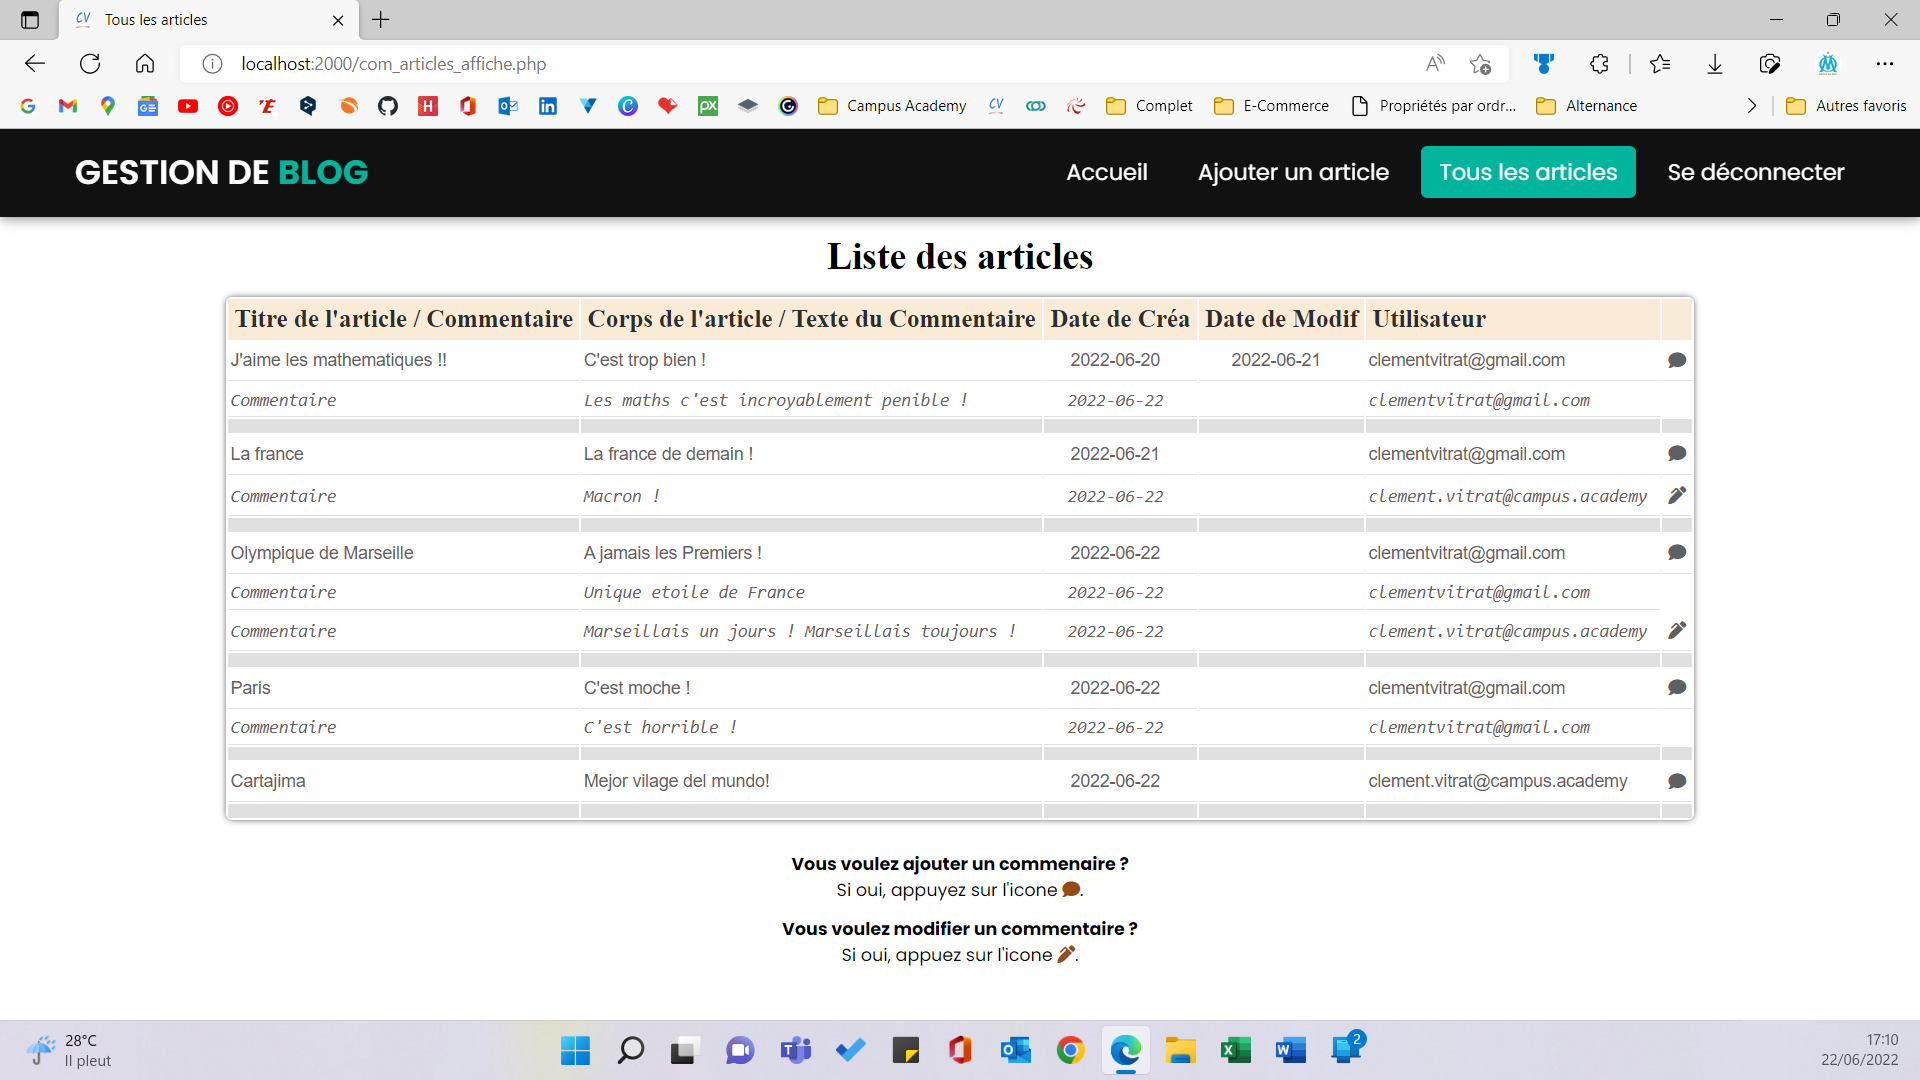 Tous les articles
localhost:2000/com_articles_affiche.php
Campus Academy CV Complet E-Commerce Propriétés par ordr... Alternance Autres favoris
GESTION DE BLOG Accueil Ajouter un article Tous les articles Se déconnecter
Liste des articles
Titre de l'article / Commentaire Corps de l'article / Texte du Commentaire Date de Créa Date de Modif Utilisateur
J'aime les mathematiques !! C'est trop bien ! 2022-06-20 2022-06-21 clementvitrat@gmail.com
Commentaire Les maths c'est incroyablement penible ! 2022-06-22 clementvitrat@gmail.com
La france La france de demain ! 2022-06-21 clementvitrat@gmail.com
Commentaire Macron ! 2022-06-22 clement.vitrat@campus.academy
Olympique de Marseille A jamais les Premiers ! 2022-06-22 clementvitrat@gmail.com
Commentaire Unique etoile de France 2022-06-22 clementvitrat@gmail.com
Commentaire Marseillais un jours ! Marseillais toujours ! 2022-06-22 clement.vitrat@campus.academy
Paris C'est moche ! 2022-06-22 clementvitrat@gmail.com
Commentaire C'est horrible ! 2022-06-22 clementvitrat@gmail.com
Cartajima Mejor vilage del mundo! 2022-06-22 clement.vitrat@campus.academy
Vous voulez ajouter un commenaire ?
Si oui, appuyez sur l'icone .
Vous voulez modifier un commentaire ?
Si oui, appuez sur l'icone .
28°C
Il pleut
2
17:10
22/06/2022